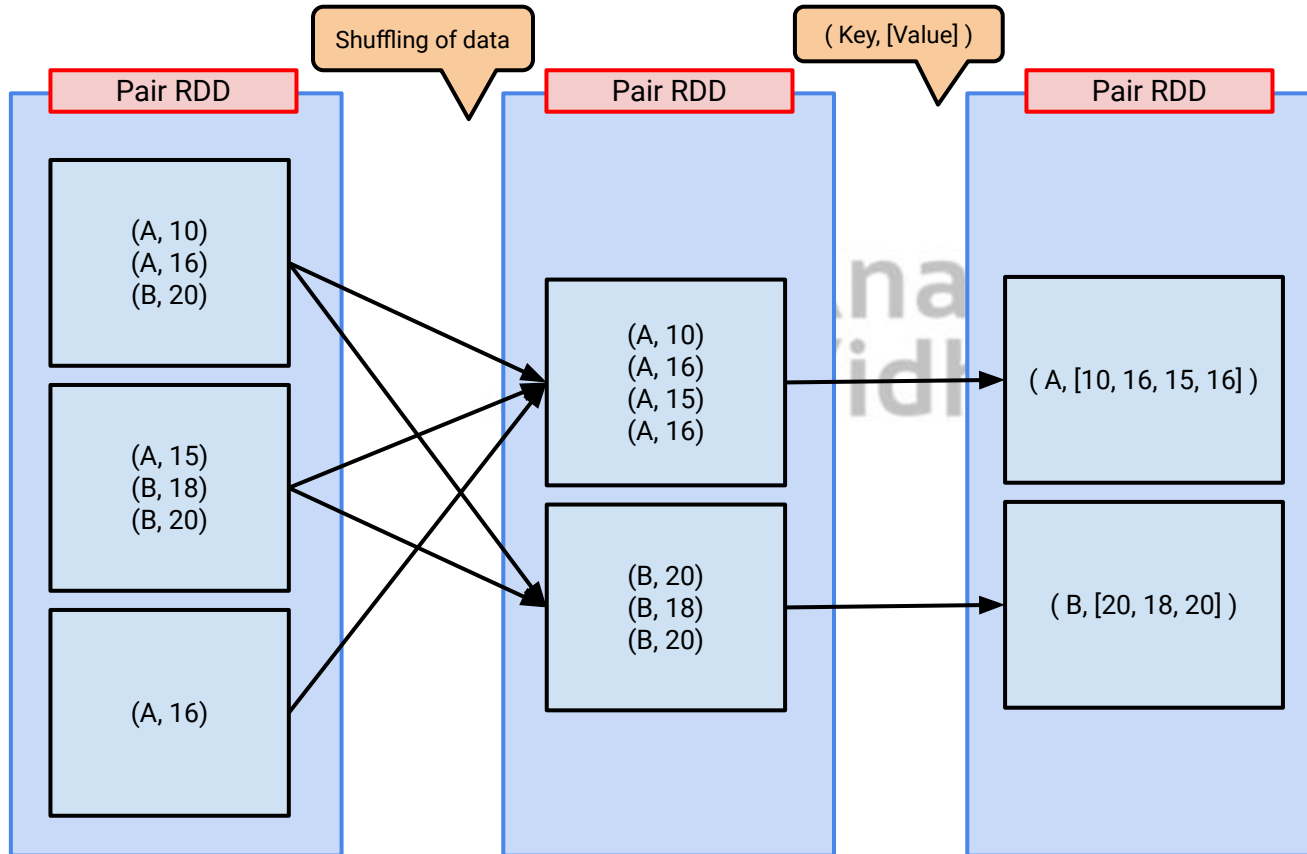 Shuffling of data
( Key, [Value] )
Pair RDD
Pair RDD
Pair RDD
(A, 10)
(A, 16)
(B, 20)
(A, 15)
(B, 18)
(B, 20)
(A, 16)
(A, 10)
(A, 16)
(A, 15)
(A, 16)
(B, 20)
(B, 18)
(B, 20)
( A, [10, 16, 15, 16] )
( B, [20, 18, 20] )